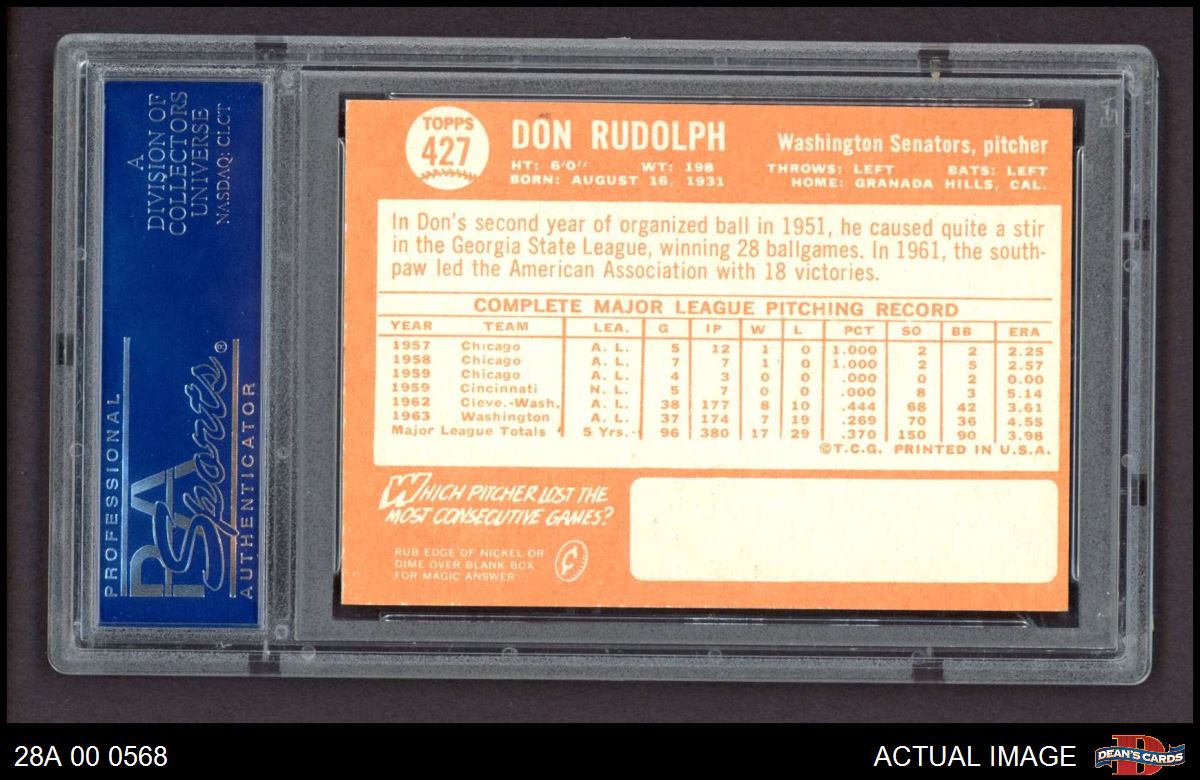 A
DIVISION OF
COLLECTORS
UNIVERSE
NASDAQ: CLCT
PROFESSIONAL
PSA
Sports®
AUTHENTICATOR
TOPPS
427
DON RUDOLPH
HT: 6'0" WT: 198
BORN: AUGUST 16, 1931
Washington Senators, pitcher
THROWS: LEFT BATS: LEFT
HOME: GRANADA HILLS, CAL.
In Don's second year of organized ball in 1951, he caused quite a stir
in the Georgia State League, winning 28 ballgames. In 1961, the south-
paw led the American Association with 18 victories.
COMPLETE MAJOR LEAGUE PITCHING RECORD
YEAR TEAM LEA. G IP W L PCT SO BB ERA
1957 Chicago A. L. 5 12 1 0 1.000 2 2 2.25
1958 Chicago A. L. 7 7 1 0 1.000 2 5 2.57
1959 Chicago A. L. 4 3 0 0 .000 0 2 0.00
1959 Cincinnati N. L. 5 7 0 0 .000 8 3 5.14
1962 Cleve.-Wash. A. L. 38 177 8 10 .444 68 42 3.61
1963 Washington A. L. 37 174 7 19 .269 70 36 4.55
Major League Totals 5 Yrs. 96 380 17 29 .370 150 90 3.98
©T.C.G. PRINTED IN U.S.A.
WHICH PITCHER LOST THE
MOST CONSECUTIVE GAMES?
RUB EDGE OF NICKEL OR
DIME OVER BLANK BOX
FOR MAGIC ANSWER
¢
28A 00 0568
ACTUAL IMAGE
D
DEAN'S CARDS